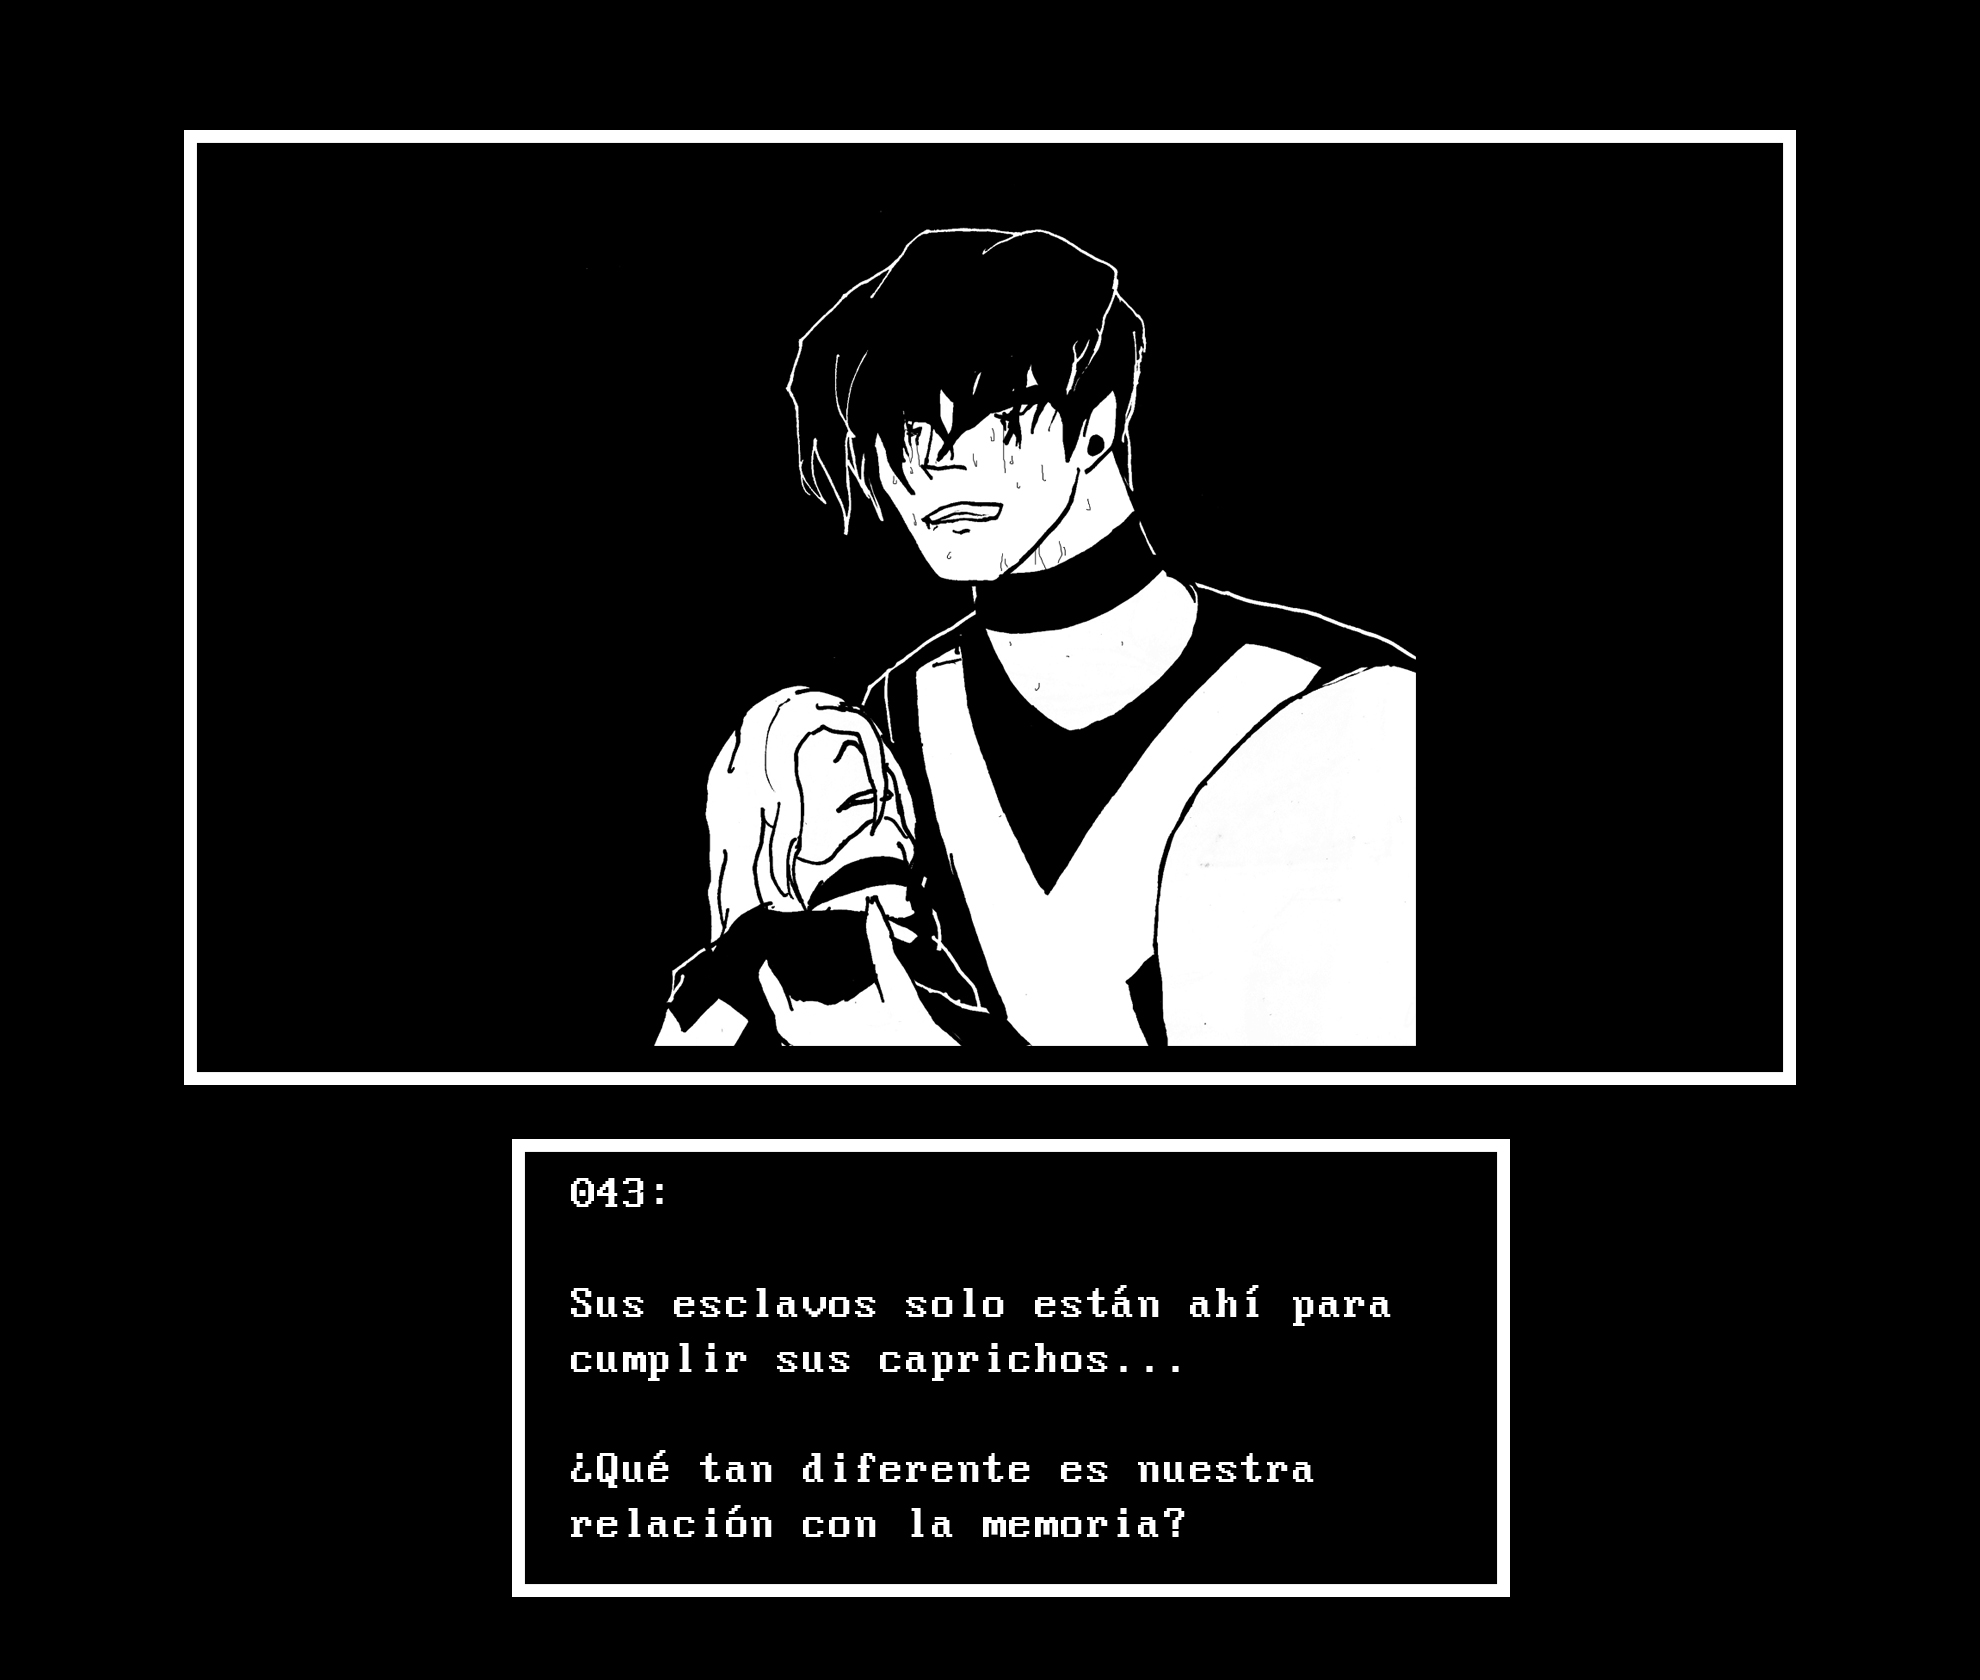 043:
Sus esclavos solo están ahí para
cumplir sus caprichos...
¿Qué tan diferente es nuestra
relación con la memoria?